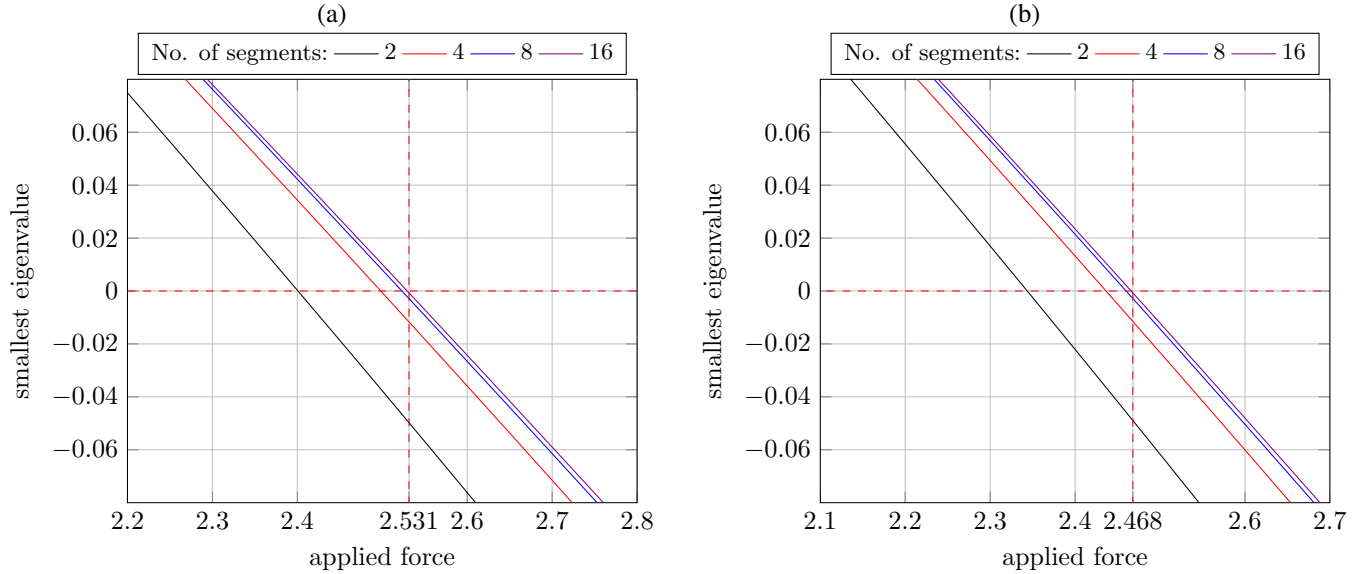 (a)
No. of segments: 2 4 8 16
0.06
0.04
0.02
0
−0.02
−0.04
−0.06
2.2 2.3 2.4 2.531 2.6 2.7 2.8
applied force
smallest eigenvalue
(b)
No. of segments: 2 4 8 16
0.06
0.04
0.02
0
−0.02
−0.04
−0.06
2.1 2.2 2.3 2.4 2.468 2.6 2.7
applied force
smallest eigenvalue